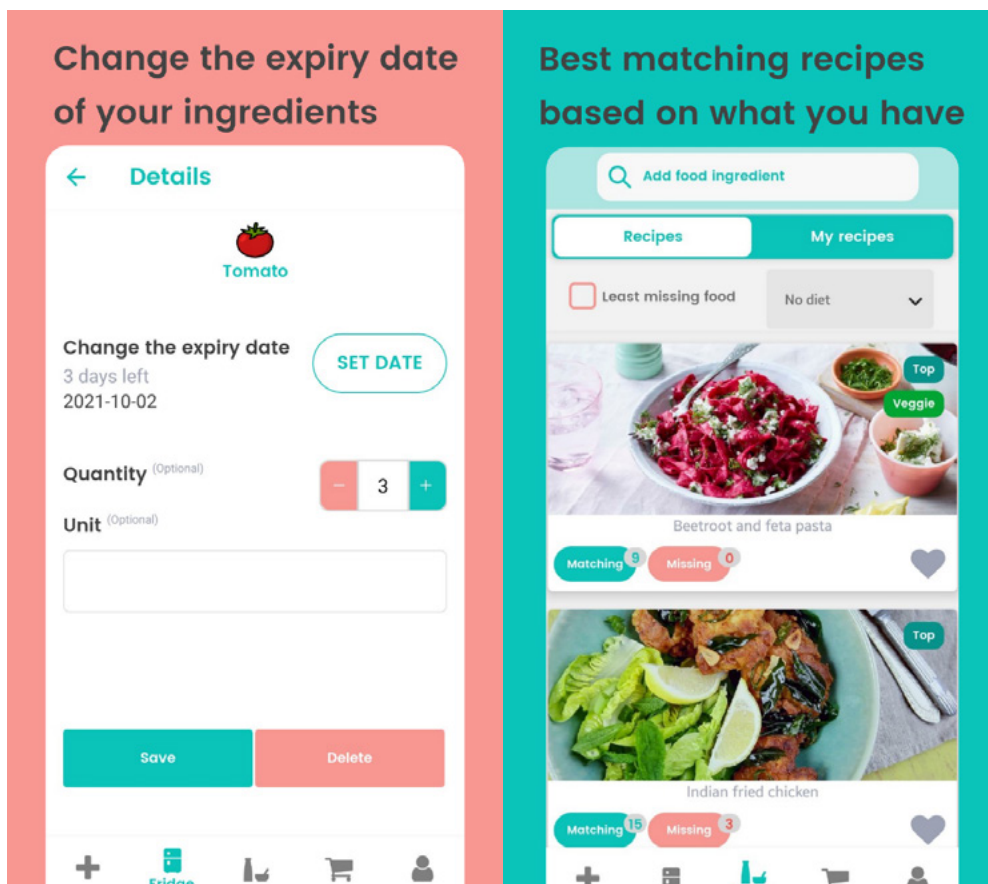 Change the expiry date
of your ingredients
Details
Tomato
Change the expiry date
SET DATE
3 days left
2021-10-02
Quantity (Optional)
- 3 +
Unit (Optional)
Save
Delete
Fridge
Best matching recipes
based on what you have
Add food ingredient
Recipes
My recipes
Least missing food
No diet
Top
Veggie
Beetroot and feta pasta
Matching 9
Missing 0
Top
Indian fried chicken
Matching 15
Missing 3